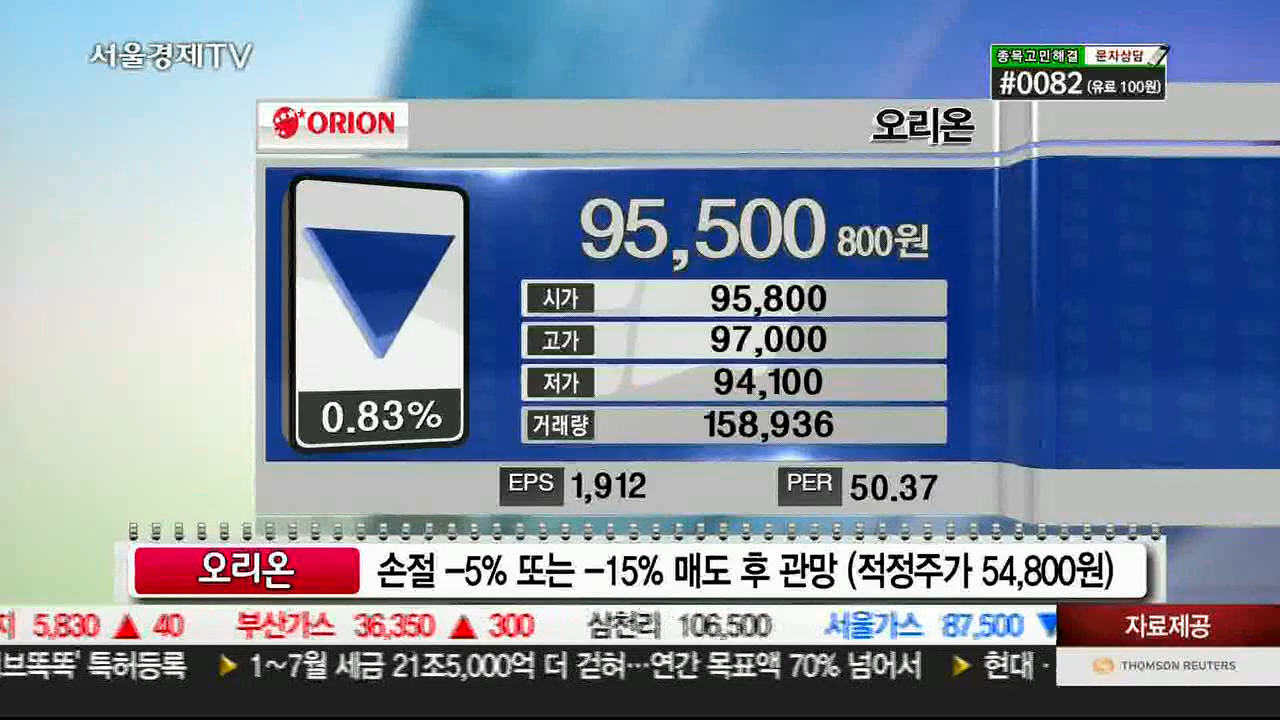 서울경제TV
종목고민해결 문자상담
#0082 (유료 100원)
ORION
오리온
95,500 800원
0.83%
시가 95,800
고가 97,000
저가 94,100
거래량 158,936
EPS 1,912 PER 50.37
오리온 손절 -5% 또는 -15% 매도 후 관망 (적정주가 54,800원)
5,830 ▲ 40 부산가스 36,350 ▲ 300 삼천리 106,500 서울가스 87,500 ▼ 자료제공
브똑똑' 특허등록 ▶ 1~7월 세금 21조5,000억 더 걷혀…연간 목표액 70% 넘어서 ▶ 현대 · THOMSON REUTERS